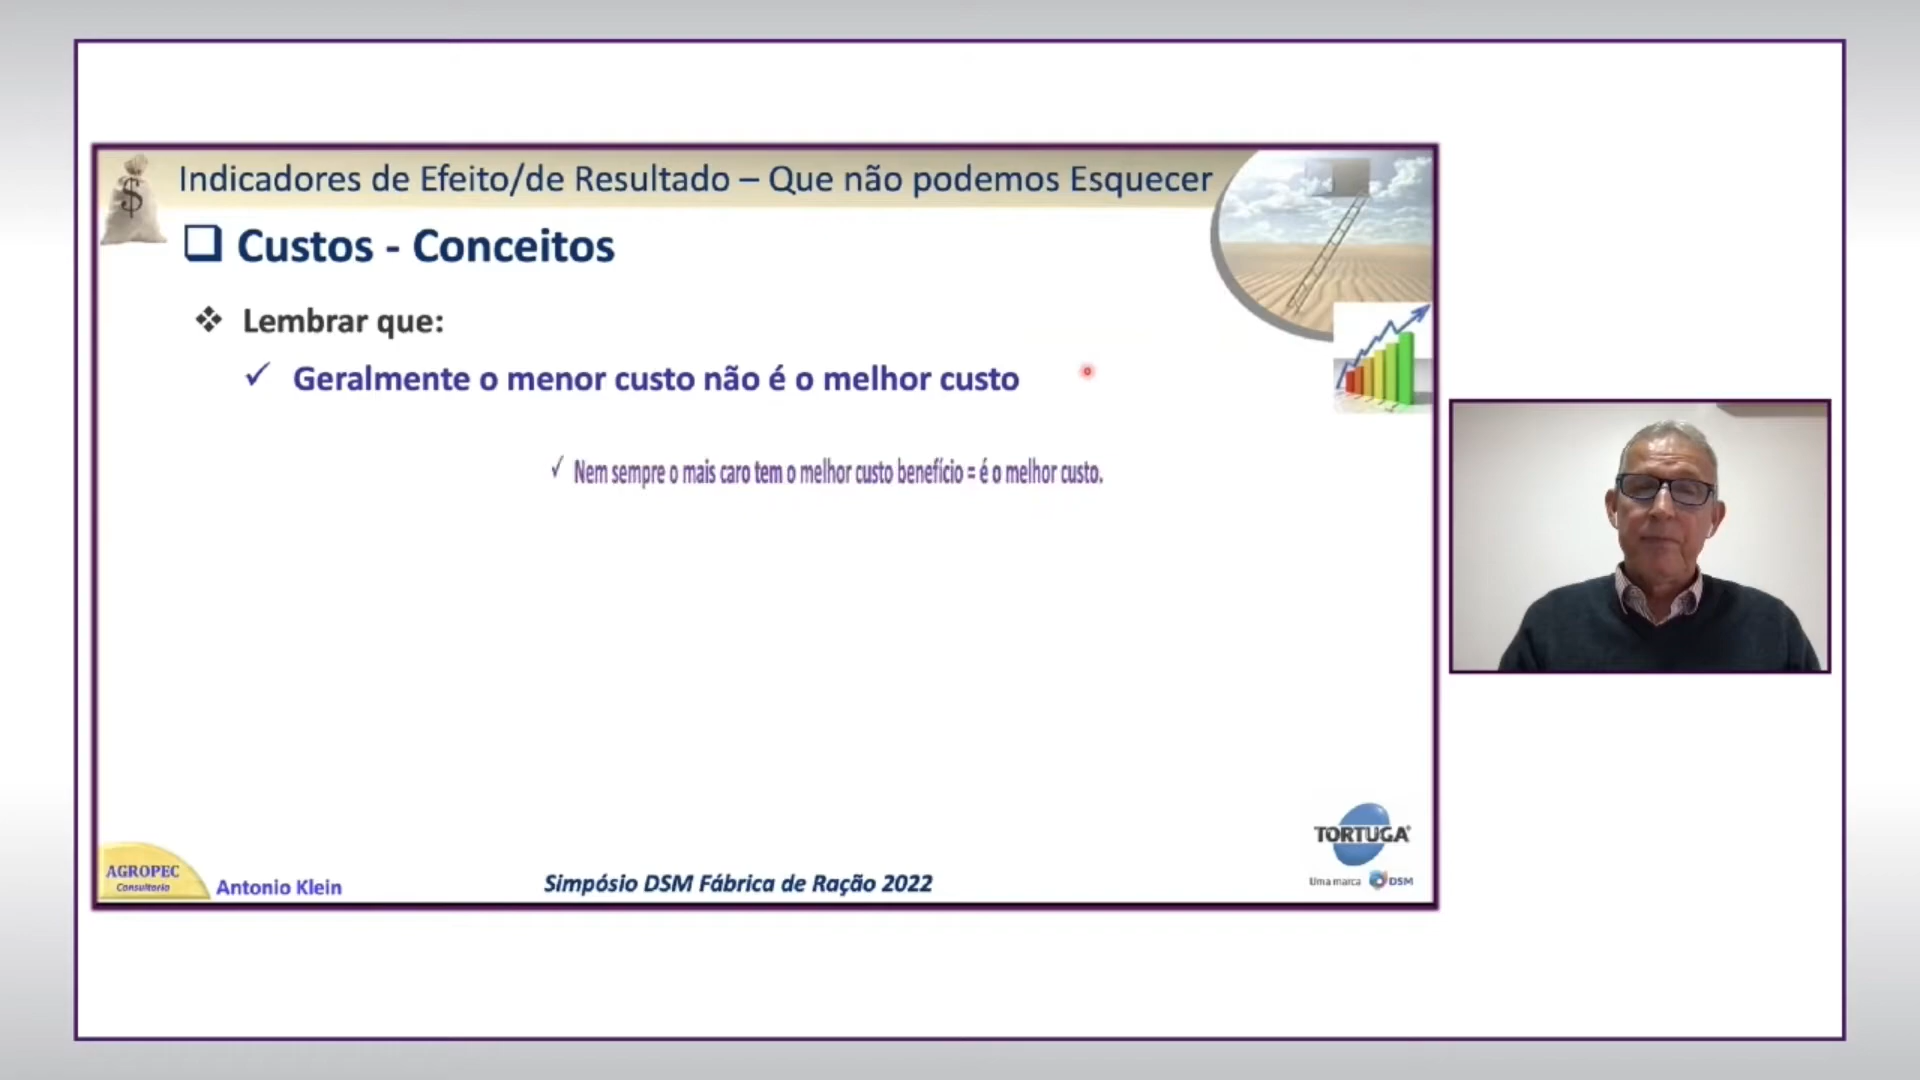 Indicadores de Efeito/de Resultado – Que não podemos Esquecer
$
❑ Custos - Conceitos
❖ Lembrar que:
✓ Geralmente o menor custo não é o melhor custo
✓ Nem sempre o mais caro tem o melhor custo benefício = é o melhor custo.
TORTUGA®
Uma marca DSM
AGROPEC
Consultoria
Antonio Klein
Simpósio DSM Fábrica de Ração 2022